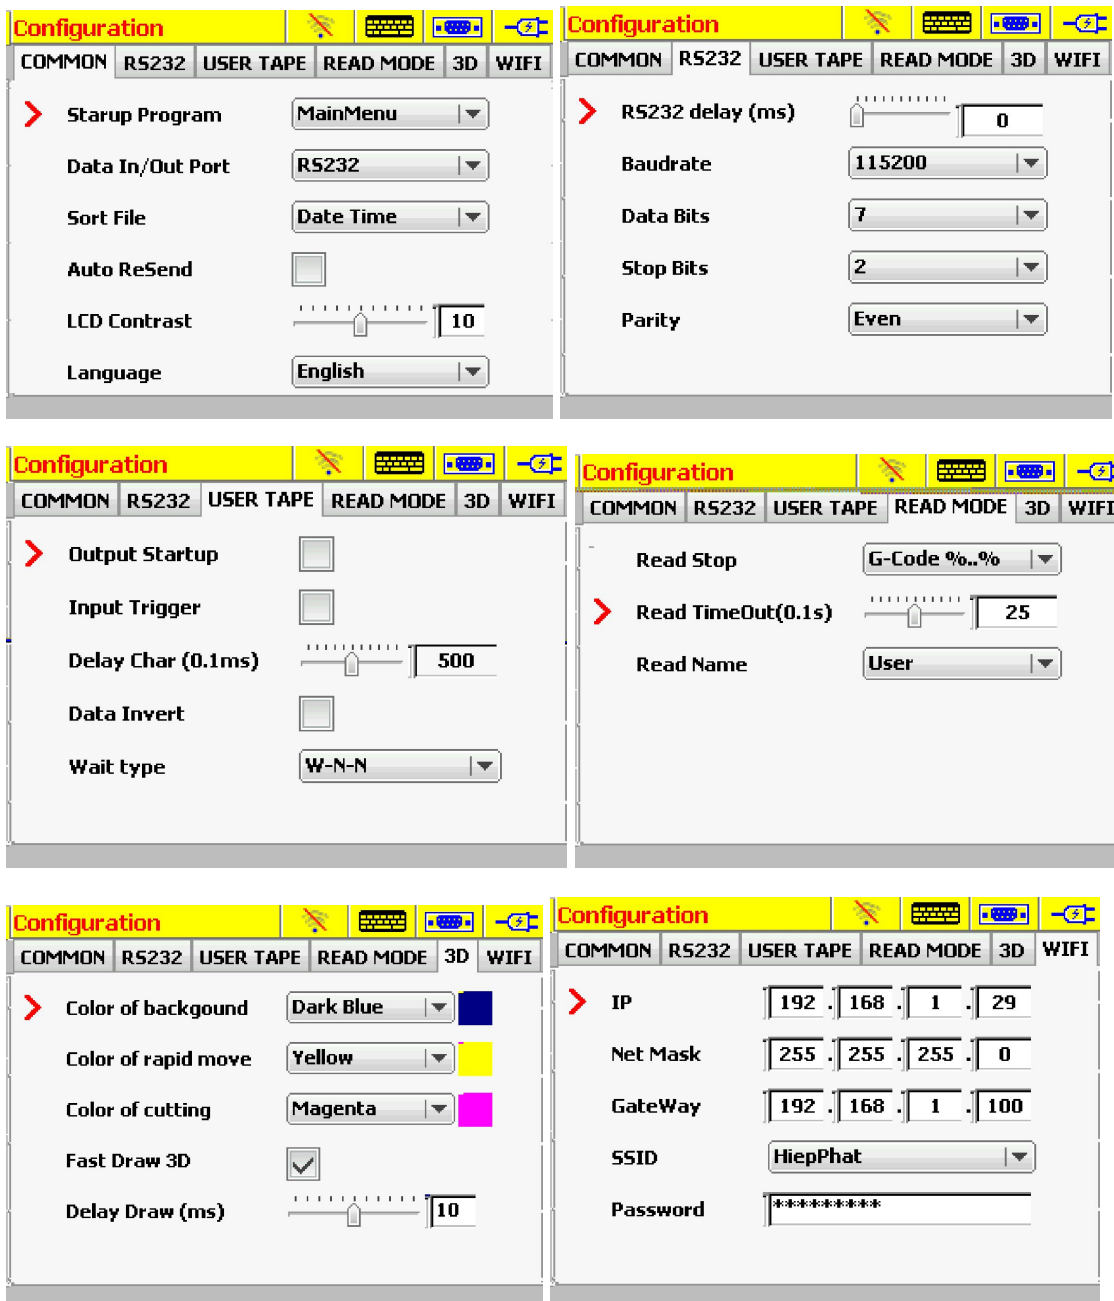 Configuration
COMMON RS232 USER TAPE READ MODE 3D WIFI
Starup Program MainMenu
Data In/Out Port RS232
Sort File Date Time
Auto ReSend
LCD Contrast 10
Language English
Configuration
COMMON RS232 USER TAPE READ MODE 3D WIFI
RS232 delay (ms) 0
Baudrate 115200
Data Bits 7
Stop Bits 2
Parity Even
Configuration
COMMON RS232 USER TAPE READ MODE 3D WIFI
Output Startup
Input Trigger
Delay Char (0.1ms) 500
Data Invert
Wait type W-N-N
Configuration
COMMON RS232 USER TAPE READ MODE 3D WIFI
Read Stop G-Code %..%
Read TimeOut(0.1s) 25
Read Name User
Configuration
COMMON RS232 USER TAPE READ MODE 3D WIFI
Color of backgound Dark Blue
Color of rapid move Yellow
Color of cutting Magenta
Fast Draw 3D
Delay Draw (ms) 10
Configuration
COMMON RS232 USER TAPE READ MODE 3D WIFI
IP 192 . 168 . 1 . 29
Net Mask 255 . 255 . 255 . 0
GateWay 192 . 168 . 1 . 100
SSID HiepPhat
Password *********